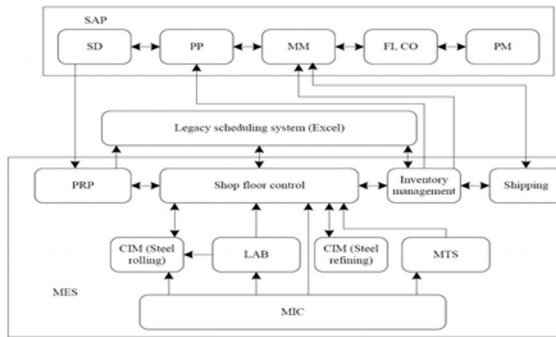 SAP
SD
PP
MM
FI, CO
PM
Legacy scheduling system (Excel)
PRP
Shop floor control
Inventory
management
Shipping
CIM (Steel
rolling)
LAB
CIM (Steel
refining)
MTS
MES
MIC